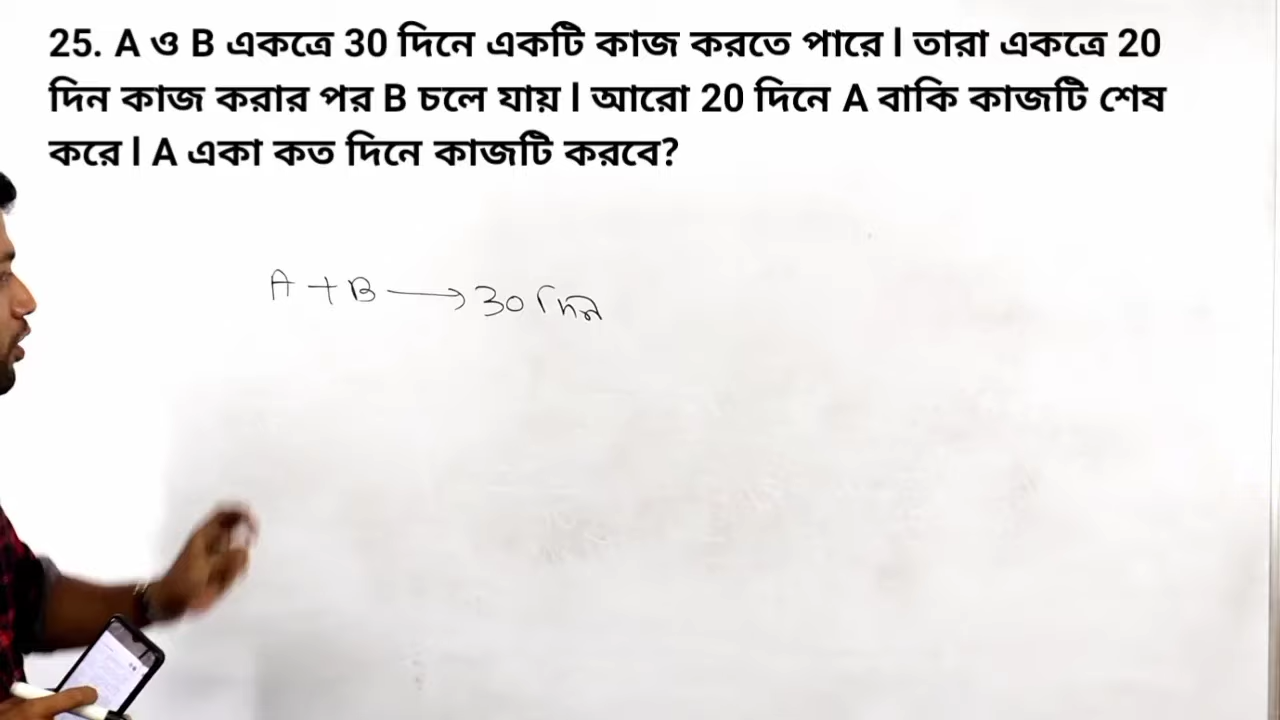 25. A ও B একত্রে 30 দিনে একটি কাজ করতে পারে l তারা একত্রে 20
দিন কাজ করার পর B চলে যায় l আরো 20 দিনে A বাকি কাজটি শেষ
করে l A একা কত দিনে কাজটি করবে?
A + B → 30 দিন